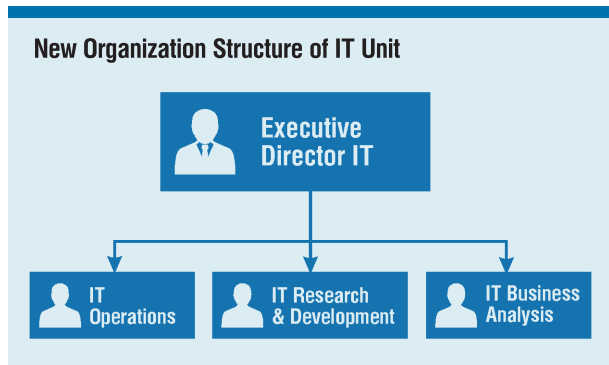 New Organization Structure of IT Unit
Executive
Director IT
IT
Operations
IT Research
& Development
IT Business
Analysis